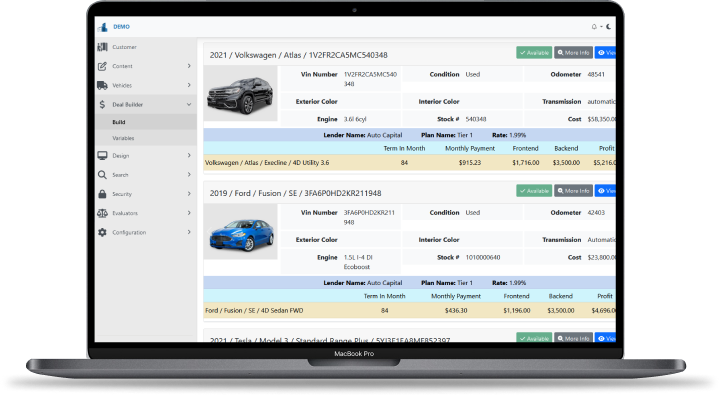 DEMO
Customer
Content
Vehicles
Deal Builder
Build
Variables
Design
Search
Security
Evaluators
Configuration
2021 / Volkswagen / Atlas / 1V2FR2CA5MC540348
Available
More Info
View
Vin Number 1V2FR2CA5MC540 Condition Used Odometer 48541
348
Exterior Color Interior Color Transmission automatic
Engine 3.6l 6cyl Stock # 540348 Cost $58,350.0
Lender Name: Auto Capital Plan Name: Tier 1 Rate: 1.99%
Term In Month Monthly Payment Frontend Backend Profit
Volkswagen / Atlas / Execline / 4D Utility 3.6 84 $915.23 $1,716.00 $3,500.00 $5,216.0
2019 / Ford / Fusion / SE / 3FA6P0HD2KR211948
Available
More Info
View
Vin Number 3FA6P0HD2KR211 Condition Used Odometer 42403
948
Exterior Color Interior Color Transmission Automatic
Engine 1.5L I-4 DI Stock # 1010000640 Cost $23,800.0
Ecoboost
Lender Name: Auto Capital Plan Name: Tier 1 Rate: 1.99%
Term In Month Monthly Payment Frontend Backend Profit
Ford / Fusion / SE / 4D Sedan FWD 84 $436.30 $1,196.00 $3,500.00 $4,696.0
2021 / Tesla / Model 3 / Standard Range Plus /
Available
More Info
View
MacBook Pro